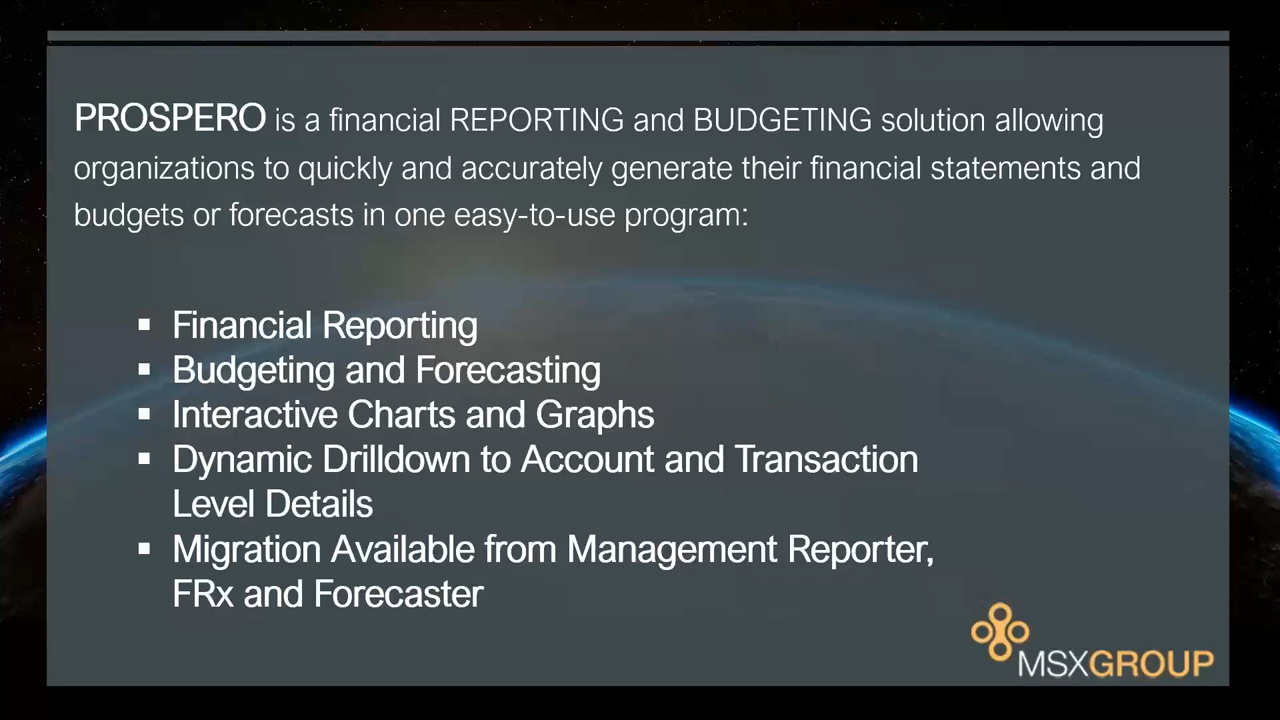 PROSPERO is a financial REPORTING and BUDGETING solution allowing
organizations to quickly and accurately generate their financial statements and
budgets or forecasts in one easy-to-use program:
▪ Financial Reporting
▪ Budgeting and Forecasting
▪ Interactive Charts and Graphs
▪ Dynamic Drilldown to Account and Transaction
Level Details
▪ Migration Available from Management Reporter,
FRx and Forecaster
MSXGROUP